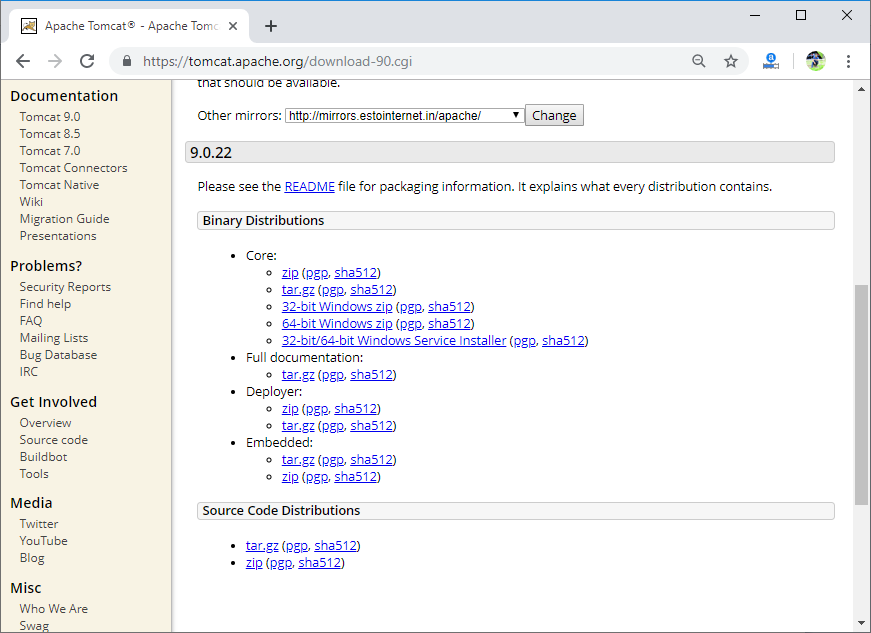 Apache Tomcat® - Apache Tomc
https://tomcat.apache.org/download-90.cgi
Documentation
Tomcat 9.0
Tomcat 8.5
Tomcat 7.0
Tomcat Connectors
Tomcat Native
Wiki
Migration Guide
Presentations
Problems?
Security Reports
Find help
FAQ
Mailing Lists
Bug Database
IRC
Get Involved
Overview
Source code
Buildbot
Tools
Media
Twitter
YouTube
Blog
Misc
Who We Are
Swag
that should be available.
Other mirrors: http://mirrors.estointernet.in/apache/ Change
9.0.22
Please see the README file for packaging information. It explains what every distribution contains.
Binary Distributions
Core:
zip (pgp, sha512)
tar.gz (pgp, sha512)
32-bit Windows zip (pgp, sha512)
64-bit Windows zip (pgp, sha512)
32-bit/64-bit Windows Service Installer (pgp, sha512)
Full documentation:
tar.gz (pgp, sha512)
Deployer:
zip (pgp, sha512)
tar.gz (pgp, sha512)
Embedded:
tar.gz (pgp, sha512)
zip (pgp, sha512)
Source Code Distributions
tar.gz (pgp, sha512)
zip (pgp, sha512)